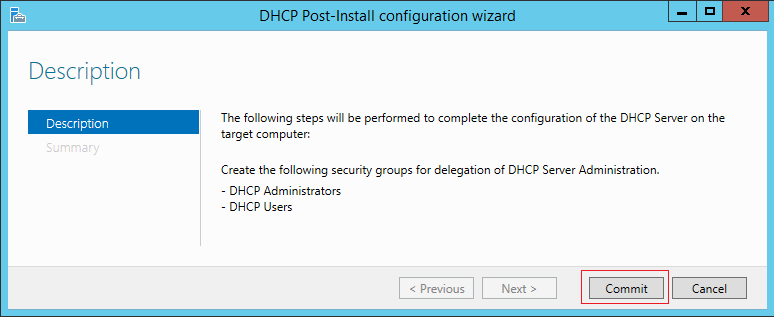 DHCP Post-Install configuration wizard
Description
Description
Summary
The following steps will be performed to complete the configuration of the DHCP Server on the
target computer:
Create the following security groups for delegation of DHCP Server Administration.
- DHCP Administrators
- DHCP Users
< Previous
Next >
Commit
Cancel